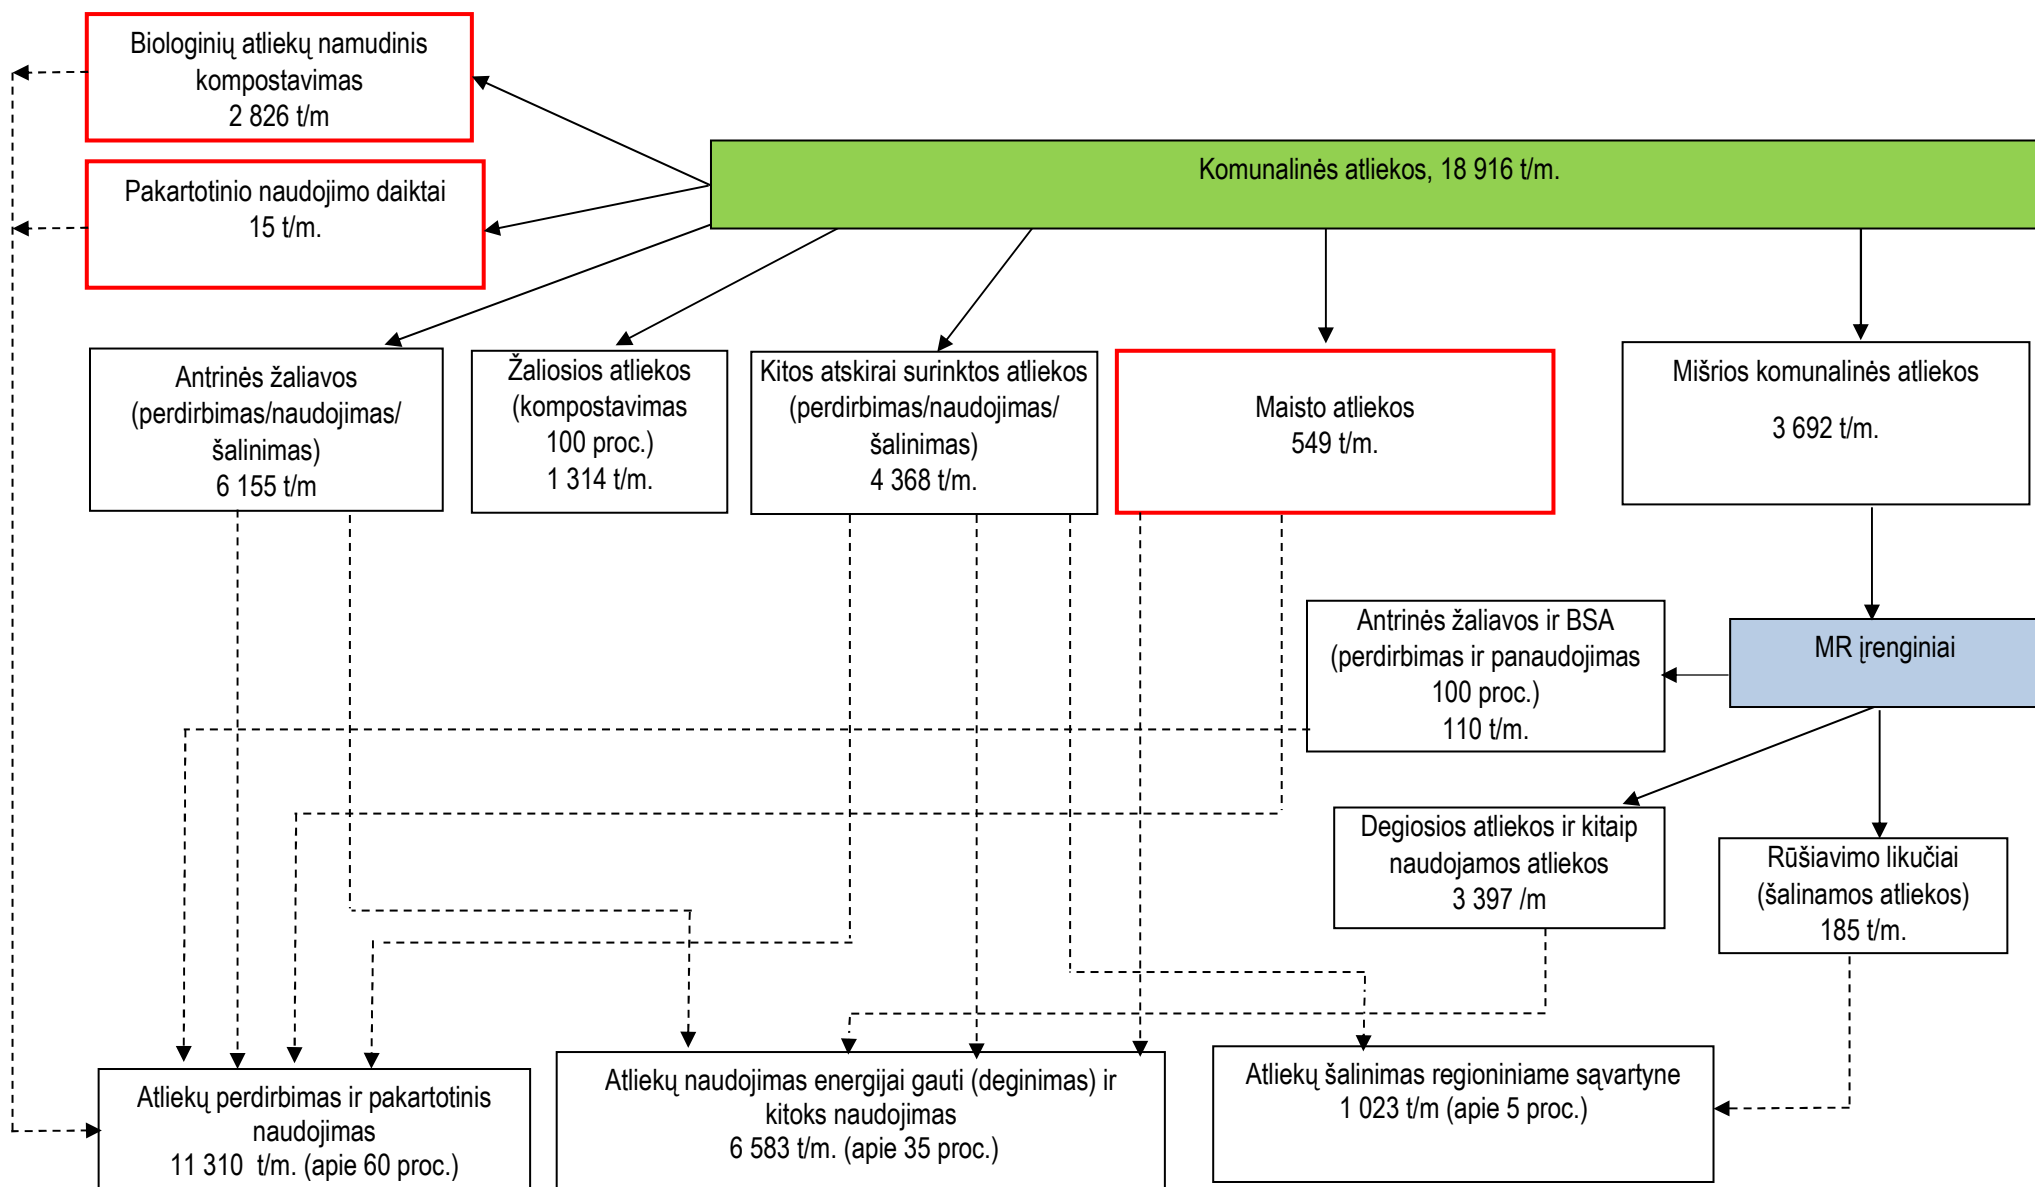 Biologinių atliekų namudinis
kompostavimas
2 826 t/m
Komunalinės atliekos, 18 916 t/m.
Pakartotinio naudojimo daiktai
15 t/m.
Antrinės žaliavos
(perdirbimas/naudojimas/
šalinimas)
6 155 t/m
Žaliosios atliekos
(kompostavimas
100 proc.)
1 314 t/m.
Kitos atskirai surinktos atliekos
(perdirbimas/naudojimas/
šalinimas)
4 368 t/m.
Maisto atliekos
549 t/m.
Mišrios komunalinės atliekos
3 692 t/m.
Antrinės žaliavos ir BSA
(perdirbimas ir panaudojimas
100 proc.)
110 t/m.
MR įrenginiai
Degiosios atliekos ir kitaip
naudojamos atliekos
3 397 /m
Rūšiavimo likučiai
(šalinamos atliekos)
185 t/m.
Atliekų perdirbimas ir pakartotinis
naudojimas
11 310 t/m. (apie 60 proc.)
Atliekų naudojimas energijai gauti (deginimas) ir
kitoks naudojimas
6 583 t/m. (apie 35 proc.)
Atliekų šalinimas regioniniame sąvartyne
1 023 t/m (apie 5 proc.)